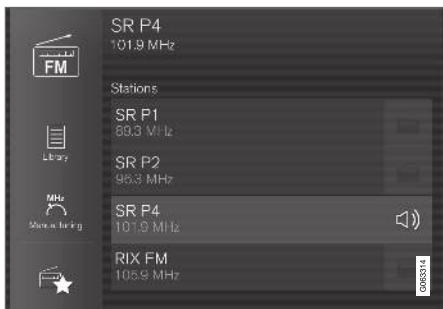 SR P4
101.9 MHz
FM
Stations
SR P1
89.3 MHz
Library
SR P2
96.3 MHz
MHz
Manual tuning
SR P4
101.9 MHz
RIX FM
105.9 MHz
G063314